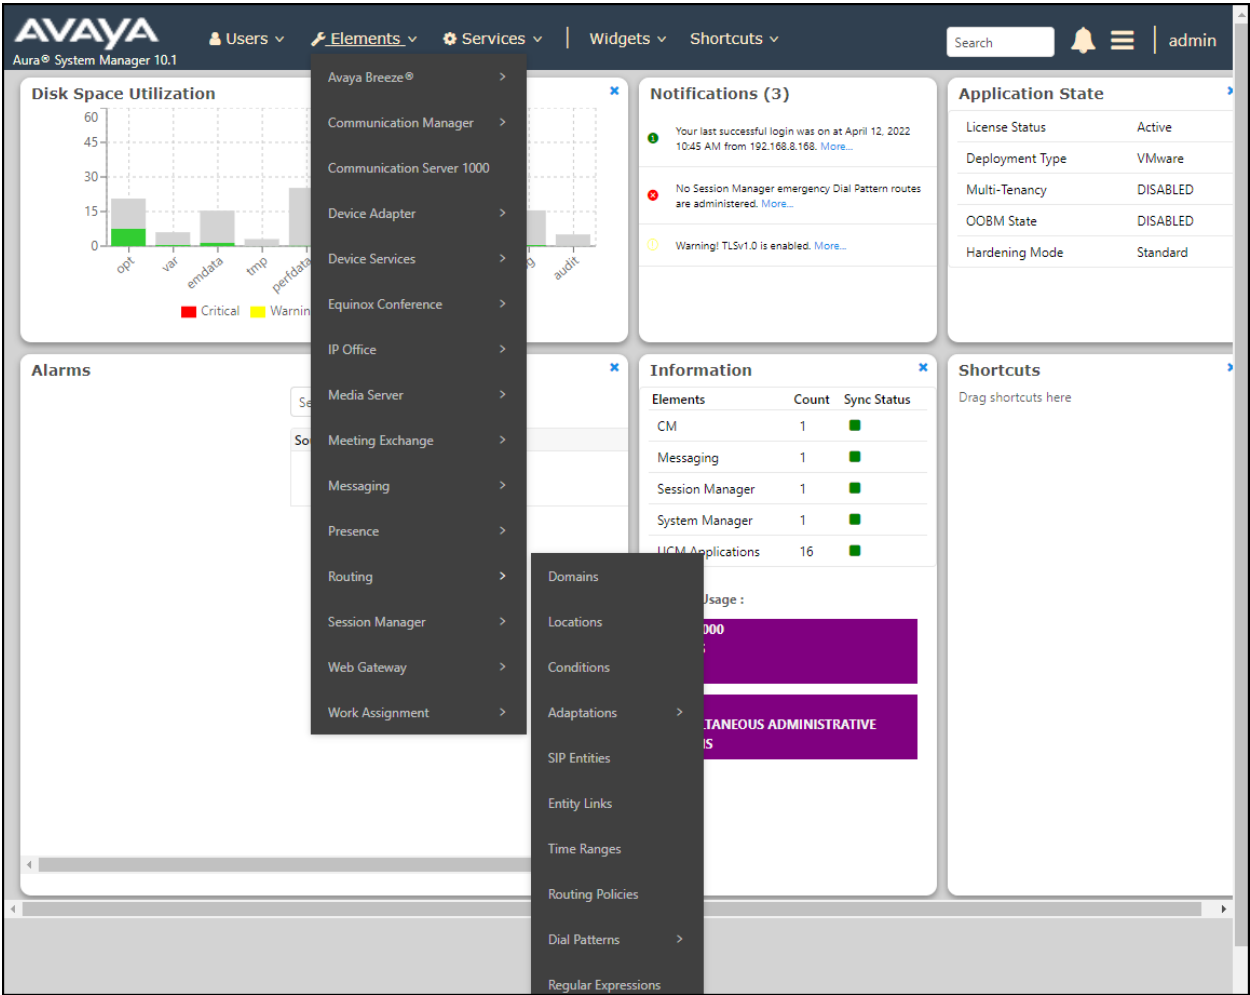 AVAYA
Aura® System Manager 10.1
Users
Elements
Services
Widgets
Shortcuts
Search
admin
Disk Space Utilization
60
45
30
15
0
opt
var
emdata
tmp
audit
Critical
Avaya Breeze®
Communication Manager
Communication Server 1000
Device Adapter
Device Services
Equinox Conference
IP Office
Media Server
Meeting Exchange
Messaging
Presence
Routing
Session Manager
Web Gateway
Work Assignment
Domains
Locations
Conditions
Adaptations
SIP Entities
Entity Links
Time Ranges
Routing Policies
Dial Patterns
Regular Expressions
Notifications (3)
Your last successful login was on at April 12, 2022
10:45 AM from 192.168.8.168. More...
No Session Manager emergency Dial Pattern routes
are administered. More...
Warning! TLSv1.0 is enabled. More...
Application State
License Status Active
Deployment Type VMware
Multi-Tenancy DISABLED
OOBM State DISABLED
Hardening Mode Standard
Alarms
Information
Elements Count Sync Status
CM 1
Messaging 1
Session Manager 1
System Manager 1
UCM Applications 16
Usage :
000
TANEOUS ADMINISTRATIVE
Shortcuts
Drag shortcuts here